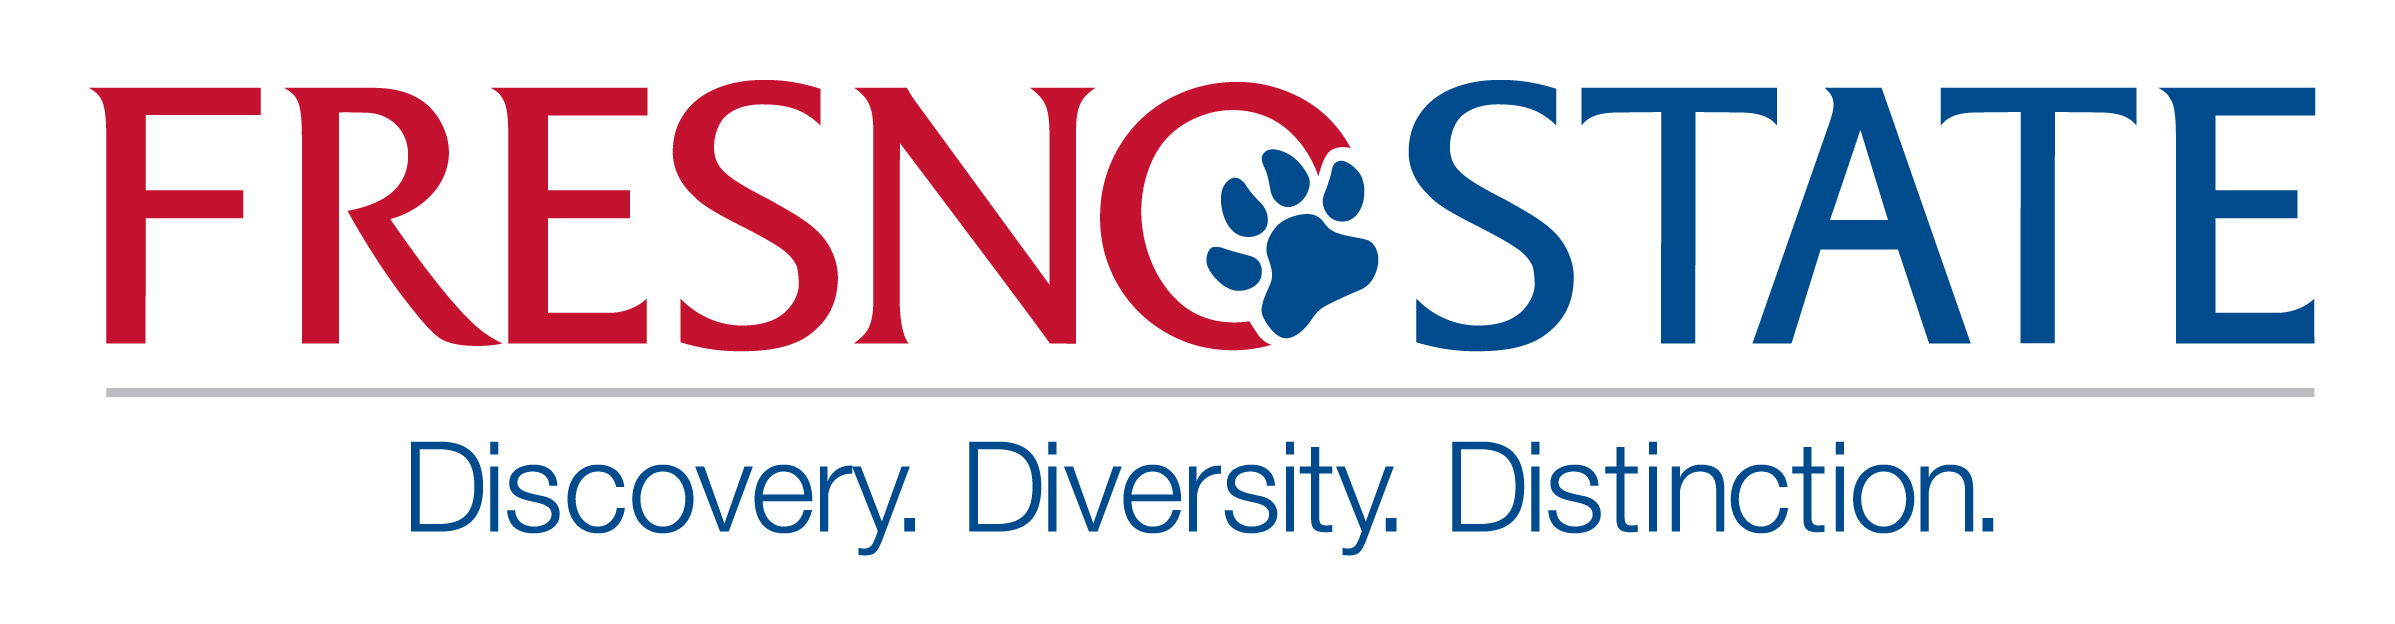 FRESNO STATE
Discovery. Diversity. Distinction.